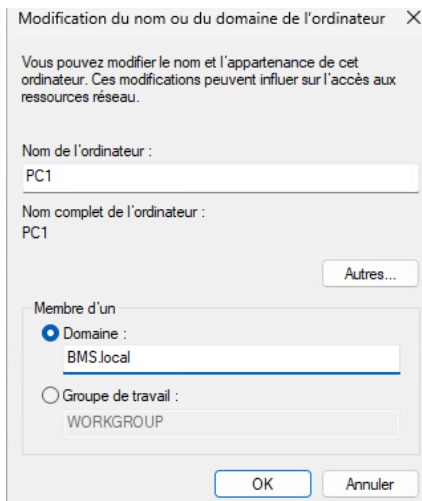 Modification du nom ou du domaine de l'ordinateur
Vous pouvez modifier le nom et l'appartenance de cet
ordinateur. Ces modifications peuvent influer sur l'accès aux
ressources réseau.
Nom de l'ordinateur :
PC1
Nom complet de l'ordinateur :
PC1
Autres...
Membre d'un
Domaine :
BMS.local
Groupe de travail :
WORKGROUP
OK
Annuler